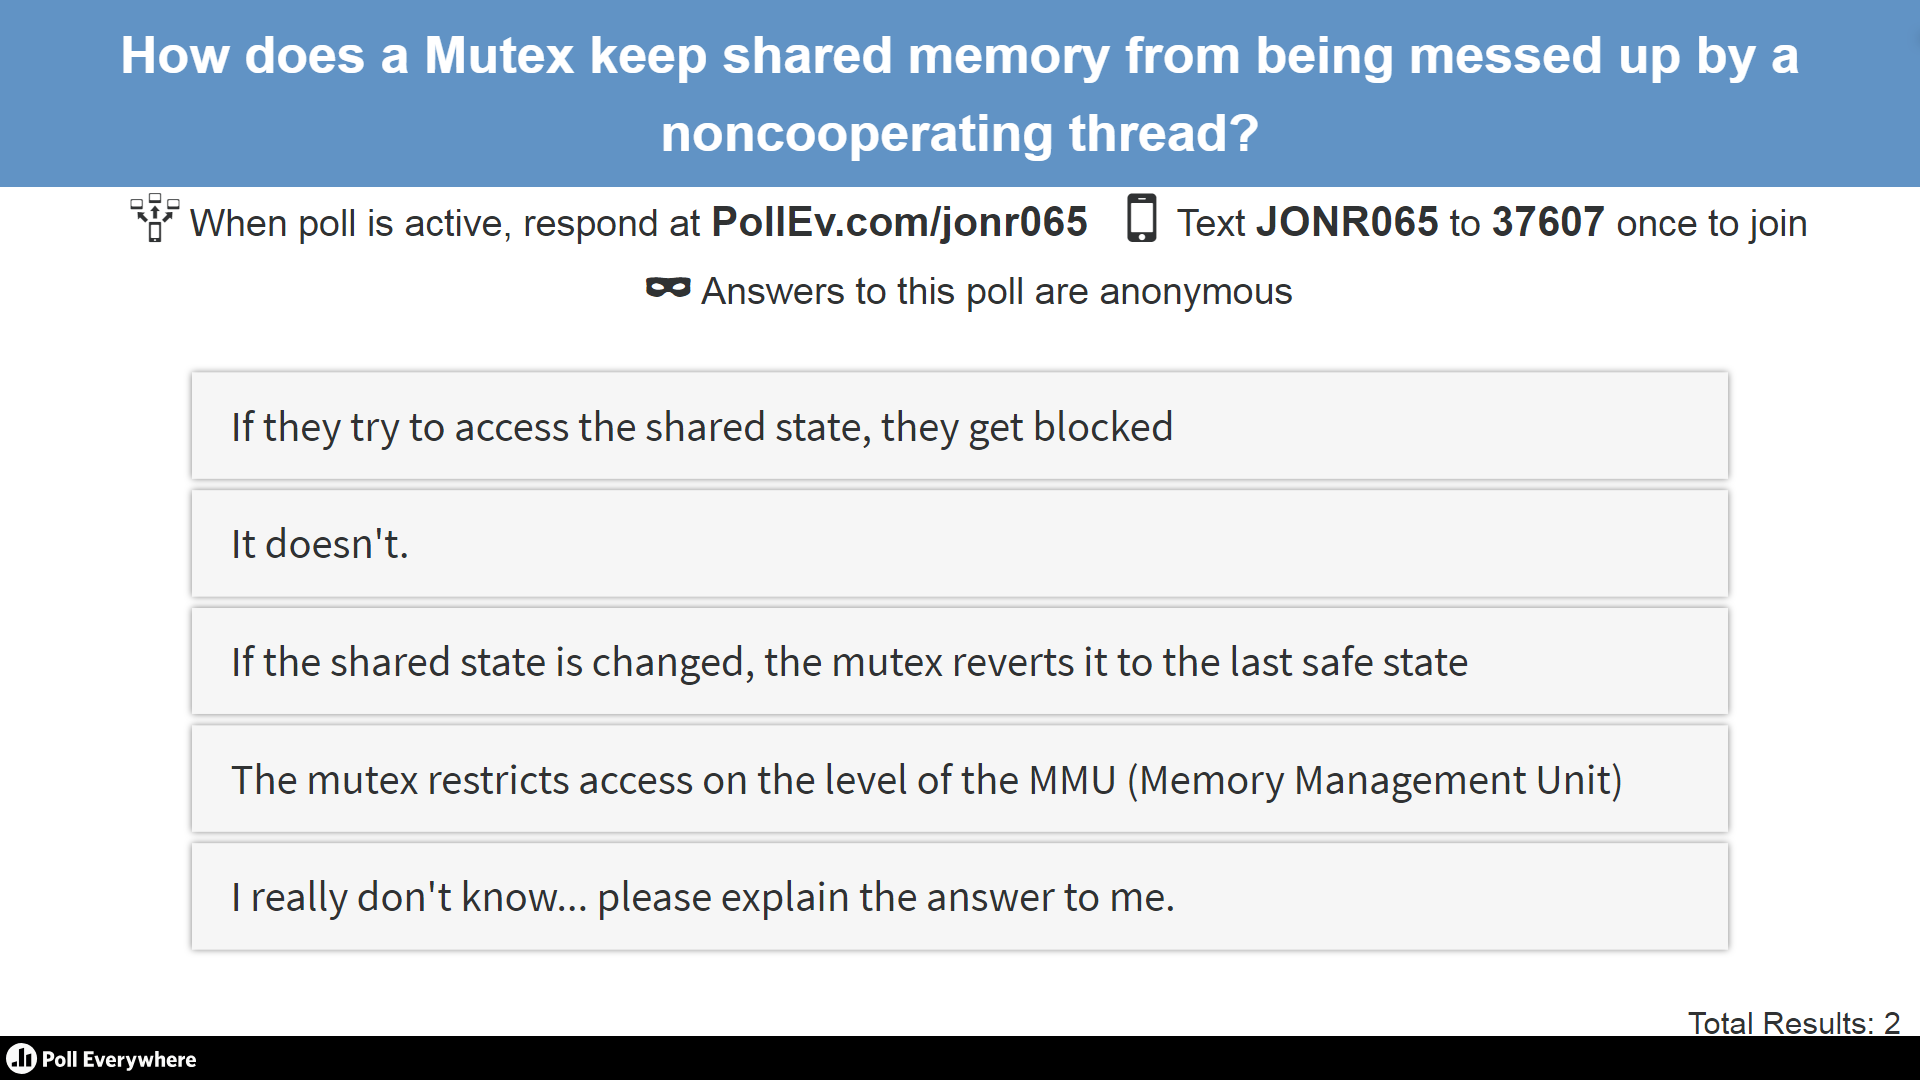 How does a Mutex keep shared memory from being messed up by a
noncooperating thread?
When poll is active, respond at PollEv.com/jonr065 Text JONR065 to 37607 once to join
Answers to this poll are anonymous
If they try to access the shared state, they get blocked
It doesn't.
If the shared state is changed, the mutex reverts it to the last safe state
The mutex restricts access on the level of the MMU (Memory Management Unit)
I really don't know... please explain the answer to me.
Total Results: 2
Poll Everywhere